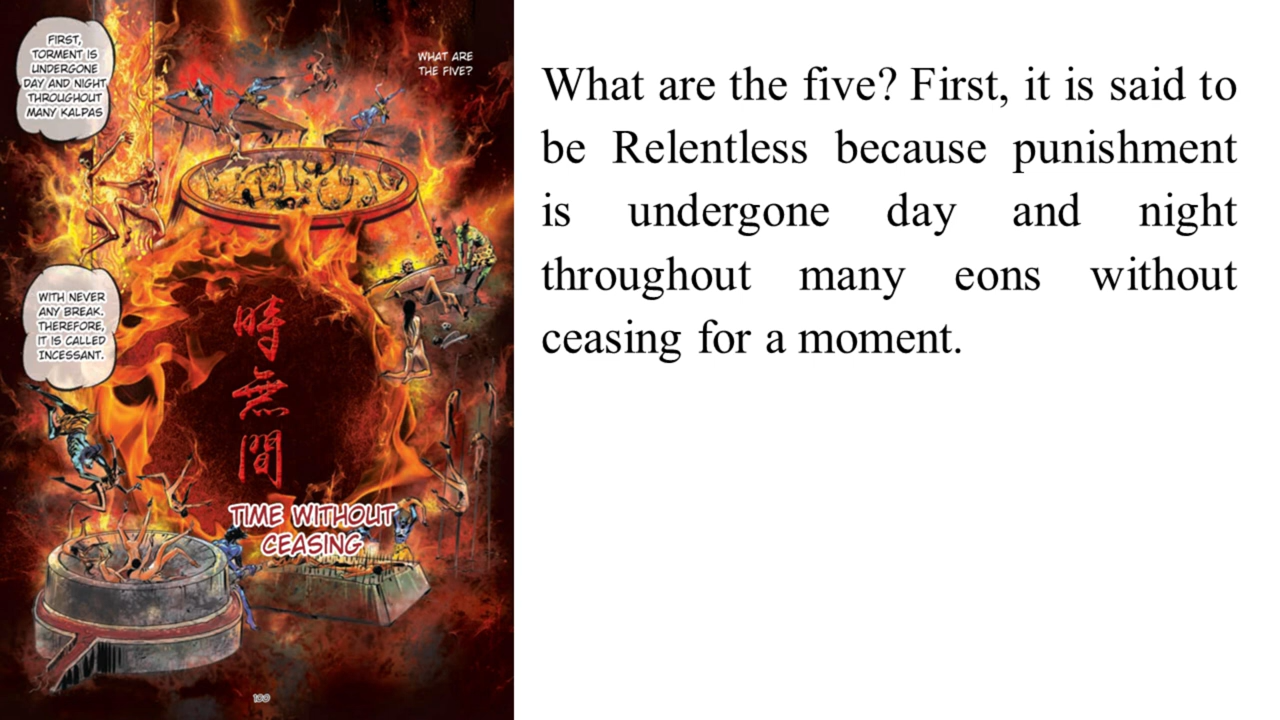 FIRST,
TORMENT IS
UNDERGONE
DAY AND NIGHT
THROUGHOUT
MANY KALPAS
WHAT ARE
THE FIVE?
WITH NEVER
ANY BREAK.
THEREFORE,
IT IS CALLED
INCESSANT.
時
無
間
TIME WITHOUT
CEASING
What are the five? First, it is said to
be Relentless because punishment
is undergone day and night
throughout many eons without
ceasing for a moment.